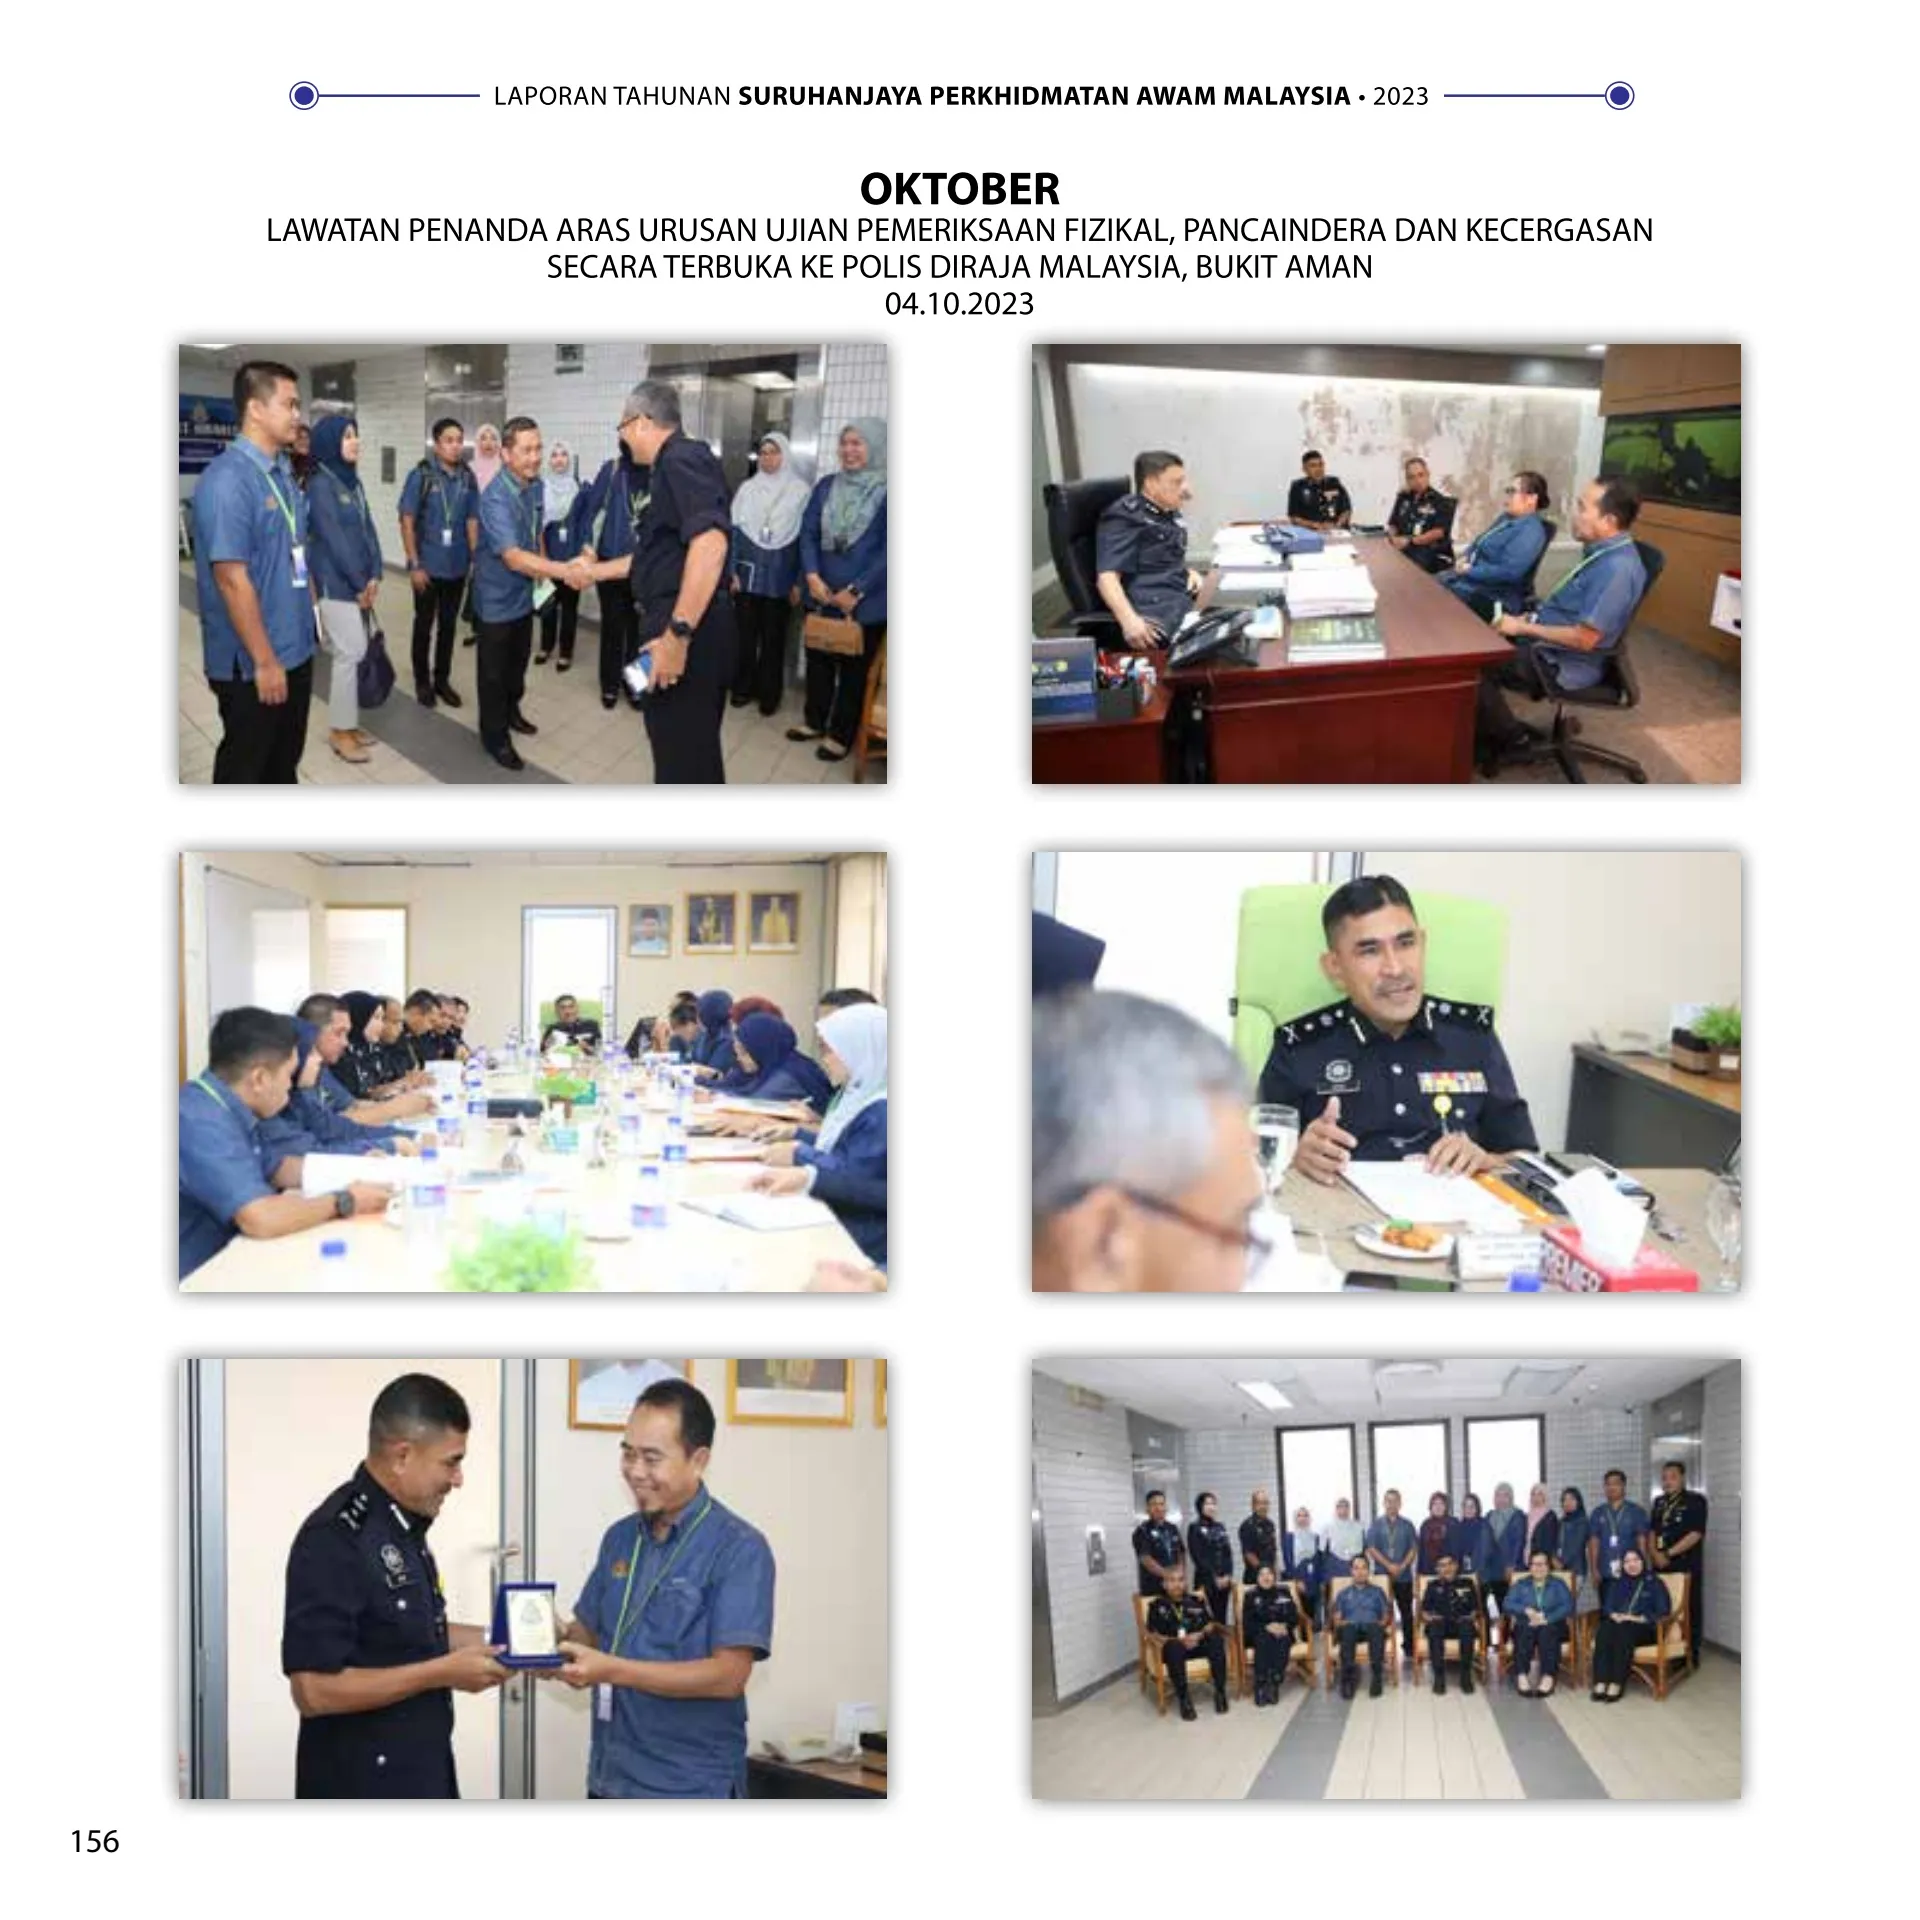 LAPORAN TAHUNAN SURUHANJAYA PERKHIDMATAN AWAM MALAYSIA • 2023
OKTOBER
LAWATAN PENANDA ARAS URUSAN UJIAN PEMERIKSAAN FIZIKAL, PANCAINDERA DAN KECERGASAN
SECARA TERBUKA KE POLIS DIRAJA MALAYSIA, BUKIT AMAN
04.10.2023
156